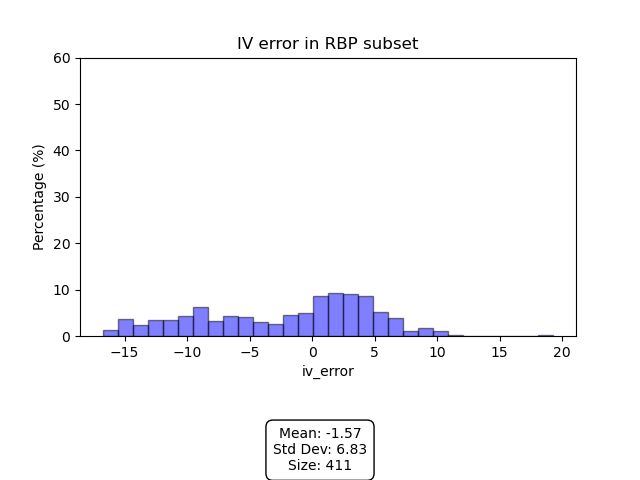 IV error in RBP subset
60
50
40
30
20
10
0
Percentage (%)
−15
−10
−5
0
5
10
15
20
iv_error
Mean: -1.57
Std Dev: 6.83
Size: 411